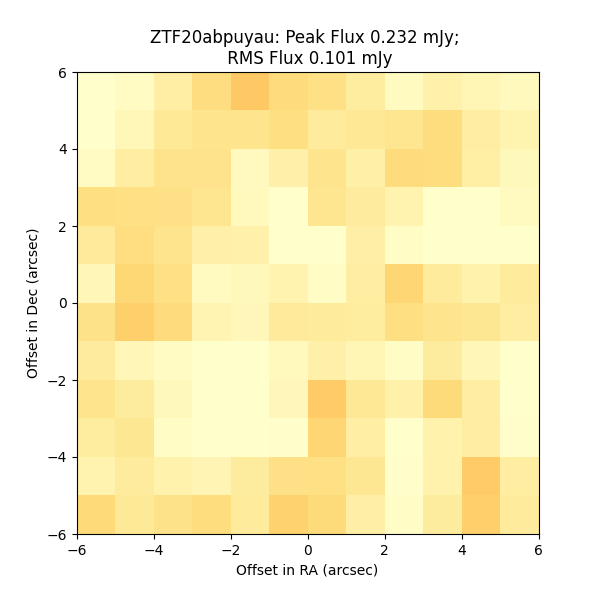 ZTF20abpuyau: Peak Flux 0.232 mJy;
RMS Flux 0.101 mJy
6
4
2
0
−2
−4
−6
Offset in Dec (arcsec)
−6 −4 −2 0 2 4 6
Offset in RA (arcsec)